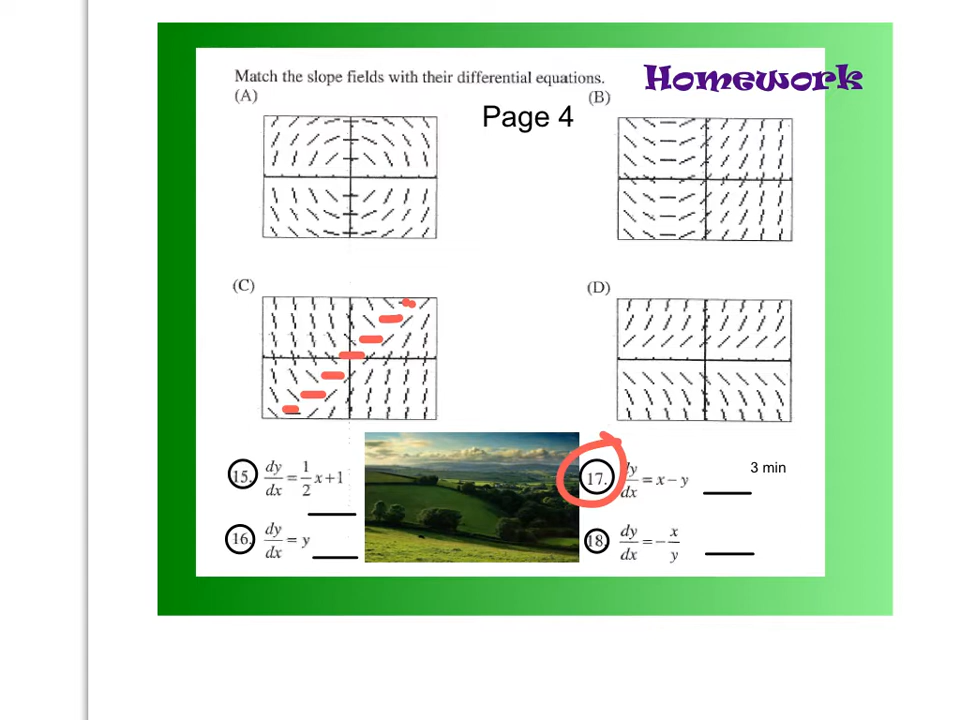 Homework
Match the slope fields with their differential equations.
(A)
Page 4
(B)
(C)
(D)
15. dy/dx = 1/2 x + 1
16. dy/dx = y
17. dy/dx = x − y
3 min
18. dy/dx = − x/y